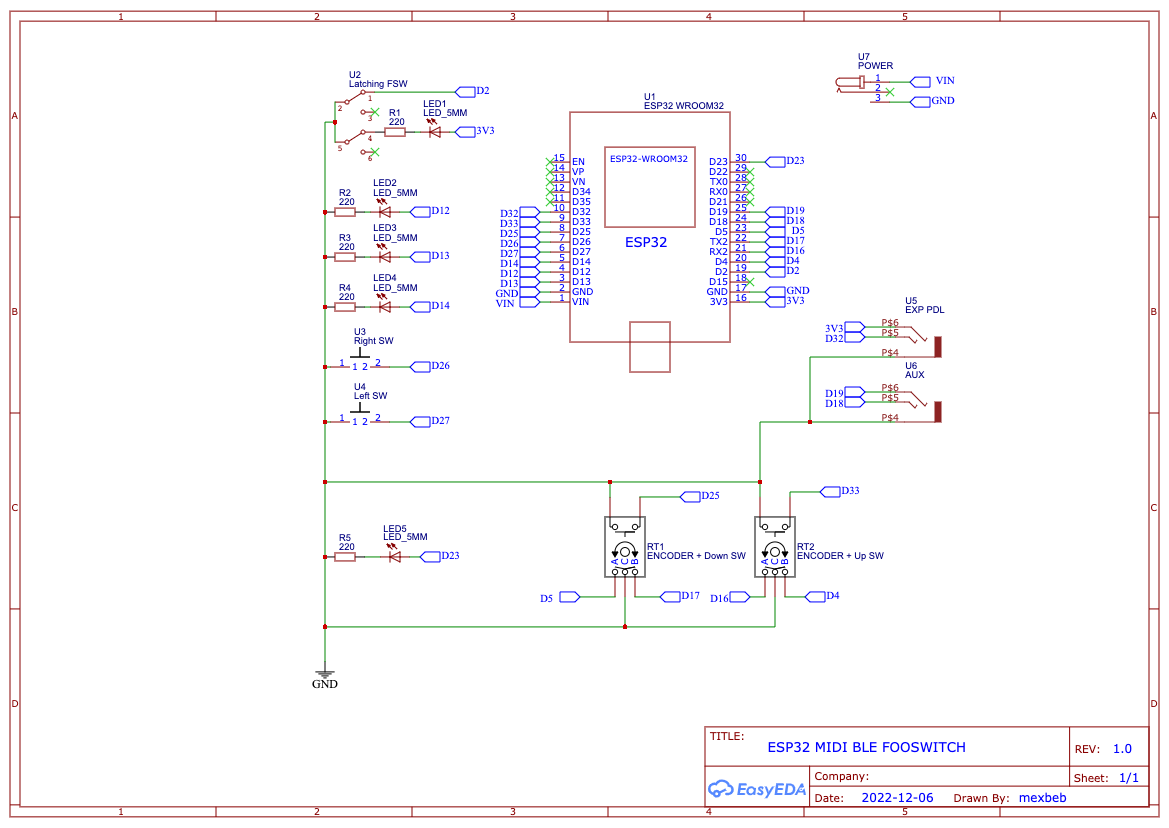 1 2 3 4 5
A A
B B
C C
D D
U2
Latching FSW
2 1 3
5 4 6
D2
R1
220
LED1
LED_5MM
3V3
R2
220
LED2
LED_5MM
D12
R3
220
LED3
LED_5MM
D13
R4
220
LED4
LED_5MM
D14
U3
Right SW
1 1 2 2
D26
U4
Left SW
1 1 2 2
D27
R5
220
LED5
LED_5MM
D23
GND
U1
ESP32 WROOM32
ESP32-WROOM32
ESP32
15 EN
14 VP
13 VN
12 D34
11 D35
D32 10 D32
D33 9 D33
D25 8 D25
D26 7 D26
D27 6 D27
D14 5 D14
D12 4 D12
D13 3 D13
GND 2 GND
VIN 1 VIN
D23 30 D23
D22 29
TX0 28
RX0 27
D21 26
D19 25 D19
D18 24 D18
D5 23 D5
TX2 22 D17
RX2 21 D16
D4 20 D4
D2 19 D2
D15 18
GND 17 GND
3V3 16 3V3
U7
POWER
1 VIN
2
3 GND
U5
EXP PDL
3V3 P$6
D32 P$5
P$4
U6
AUX
D19 P$6
D18 P$5
P$4
D25
RT1
ENCODER + Down SW
A C B
D5 D17
D33
RT2
ENCODER + Up SW
A C B
D16 D4
TITLE:
ESP32 MIDI BLE FOOSWITCH
REV: 1.0
EasyEDA
Company:
Sheet: 1/1
Date: 2022-12-06 Drawn By: mexbeb
1 2 3 4 5